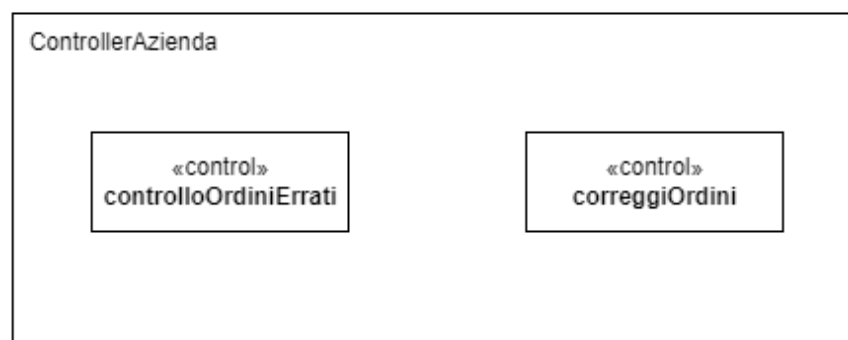 ControllerAzienda
«control»
controlloOrdiniErrati
«control»
correggiOrdini